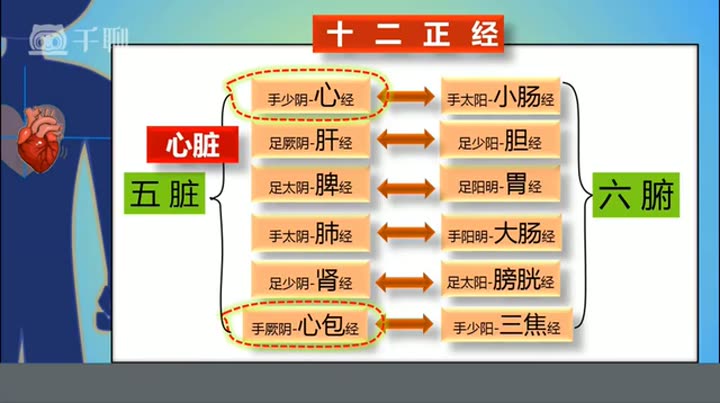 千聊
十二正经
手少阴-心经
手太阳-小肠经
心脏
足厥阴-肝经
足少阳-胆经
五脏
足太阴-脾经
足阳明-胃经
六腑
手太阴-肺经
手阳明-大肠经
足少阴-肾经
足太阳-膀胱经
手厥阴-心包经
手少阳-三焦经